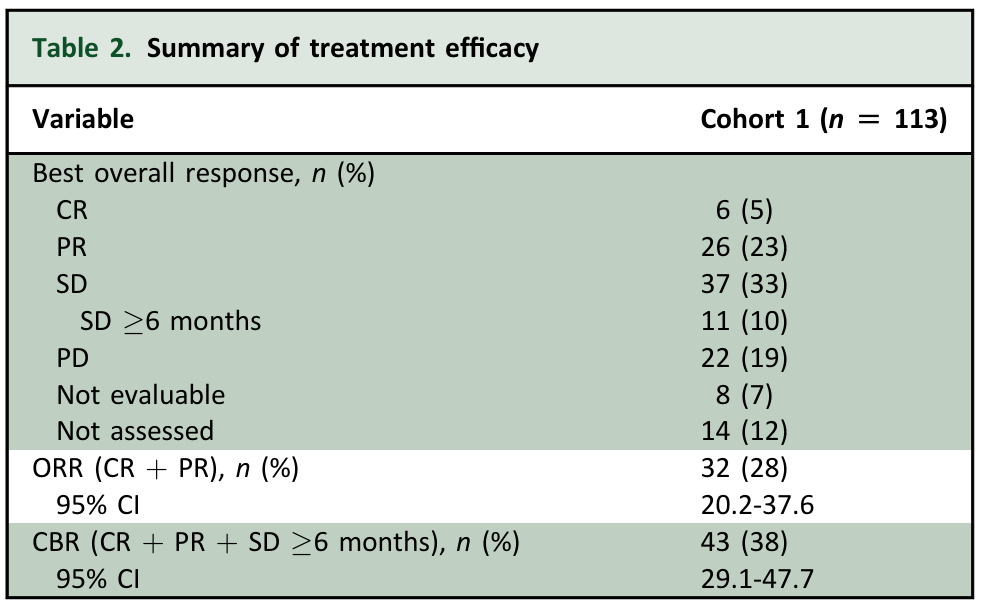 Table 2. Summary of treatment efficacy
Variable Cohort 1 (n = 113)
Best overall response, n (%)
CR 6 (5)
PR 26 (23)
SD 37 (33)
SD ≥6 months 11 (10)
PD 22 (19)
Not evaluable 8 (7)
Not assessed 14 (12)
ORR (CR + PR), n (%) 32 (28)
95% CI 20.2-37.6
CBR (CR + PR + SD ≥6 months), n (%) 43 (38)
95% CI 29.1-47.7